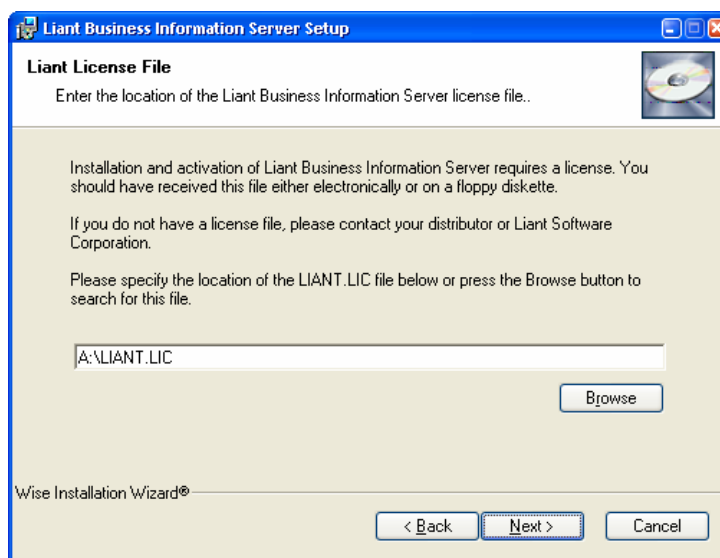 Liant Business Information Server Setup
Liant License File
Enter the location of the Liant Business Information Server license file..
Installation and activation of Liant Business Information Server requires a license. You
should have received this file either electronically or on a floppy diskette.
If you do not have a license file, please contact your distributor or Liant Software
Corporation.
Please specify the location of the LIANT.LIC file below or press the Browse button to
search for this file.
A:\LIANT.LIC
Browse
Wise Installation Wizard®
< Back Next > Cancel